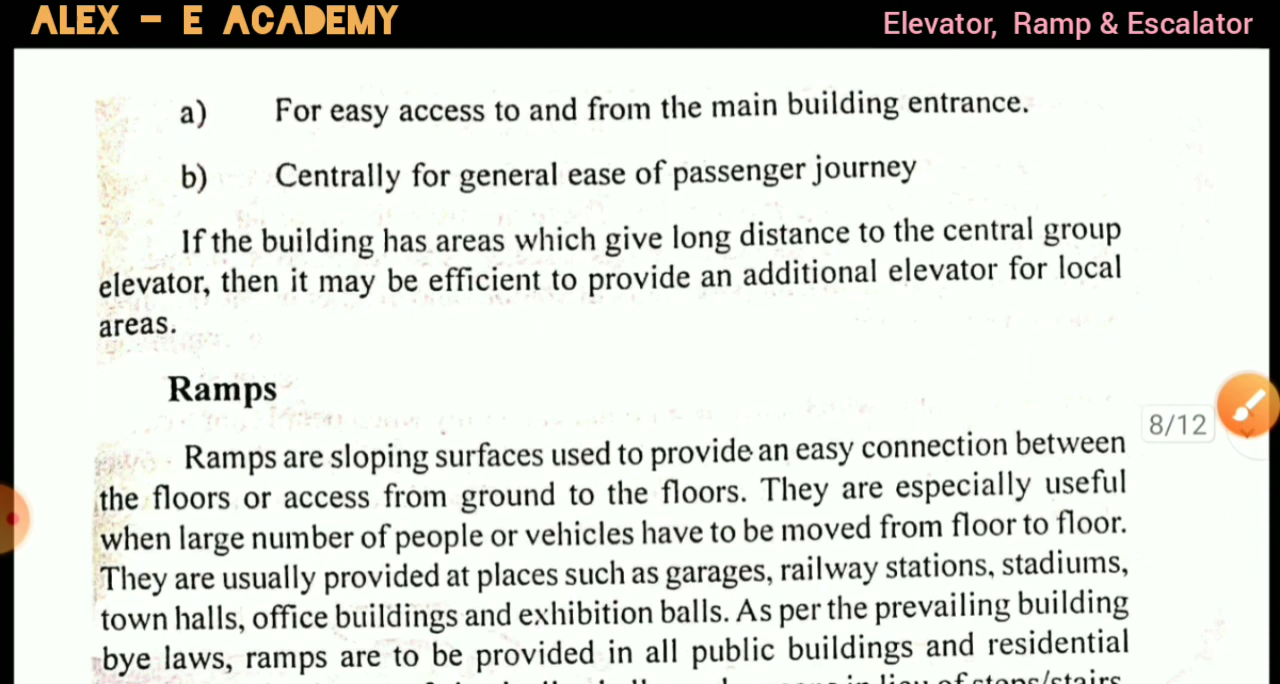 ALEX - E ACADEMY
Elevator, Ramp & Escalator
a) For easy access to and from the main building entrance.
b) Centrally for general ease of passenger journey
If the building has areas which give long distance to the central group
elevator, then it may be efficient to provide an additional elevator for local
areas.
Ramps
8/12
Ramps are sloping surfaces used to provide an easy connection between
the floors or access from ground to the floors. They are especially useful
when large number of people or vehicles have to be moved from floor to floor.
They are usually provided at places such as garages, railway stations, stadiums,
town halls, office buildings and exhibition balls. As per the prevailing building
bye laws, ramps are to be provided in all public buildings and residential
in lieu of steps/stairs